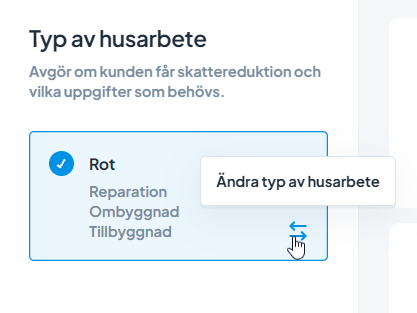 Typ av husarbete
Avgör om kunden får skattereduktion och
vilka uppgifter som behövs.
Rot
Reparation
Ombyggnad
Tillbyggnad
Ändra typ av husarbete